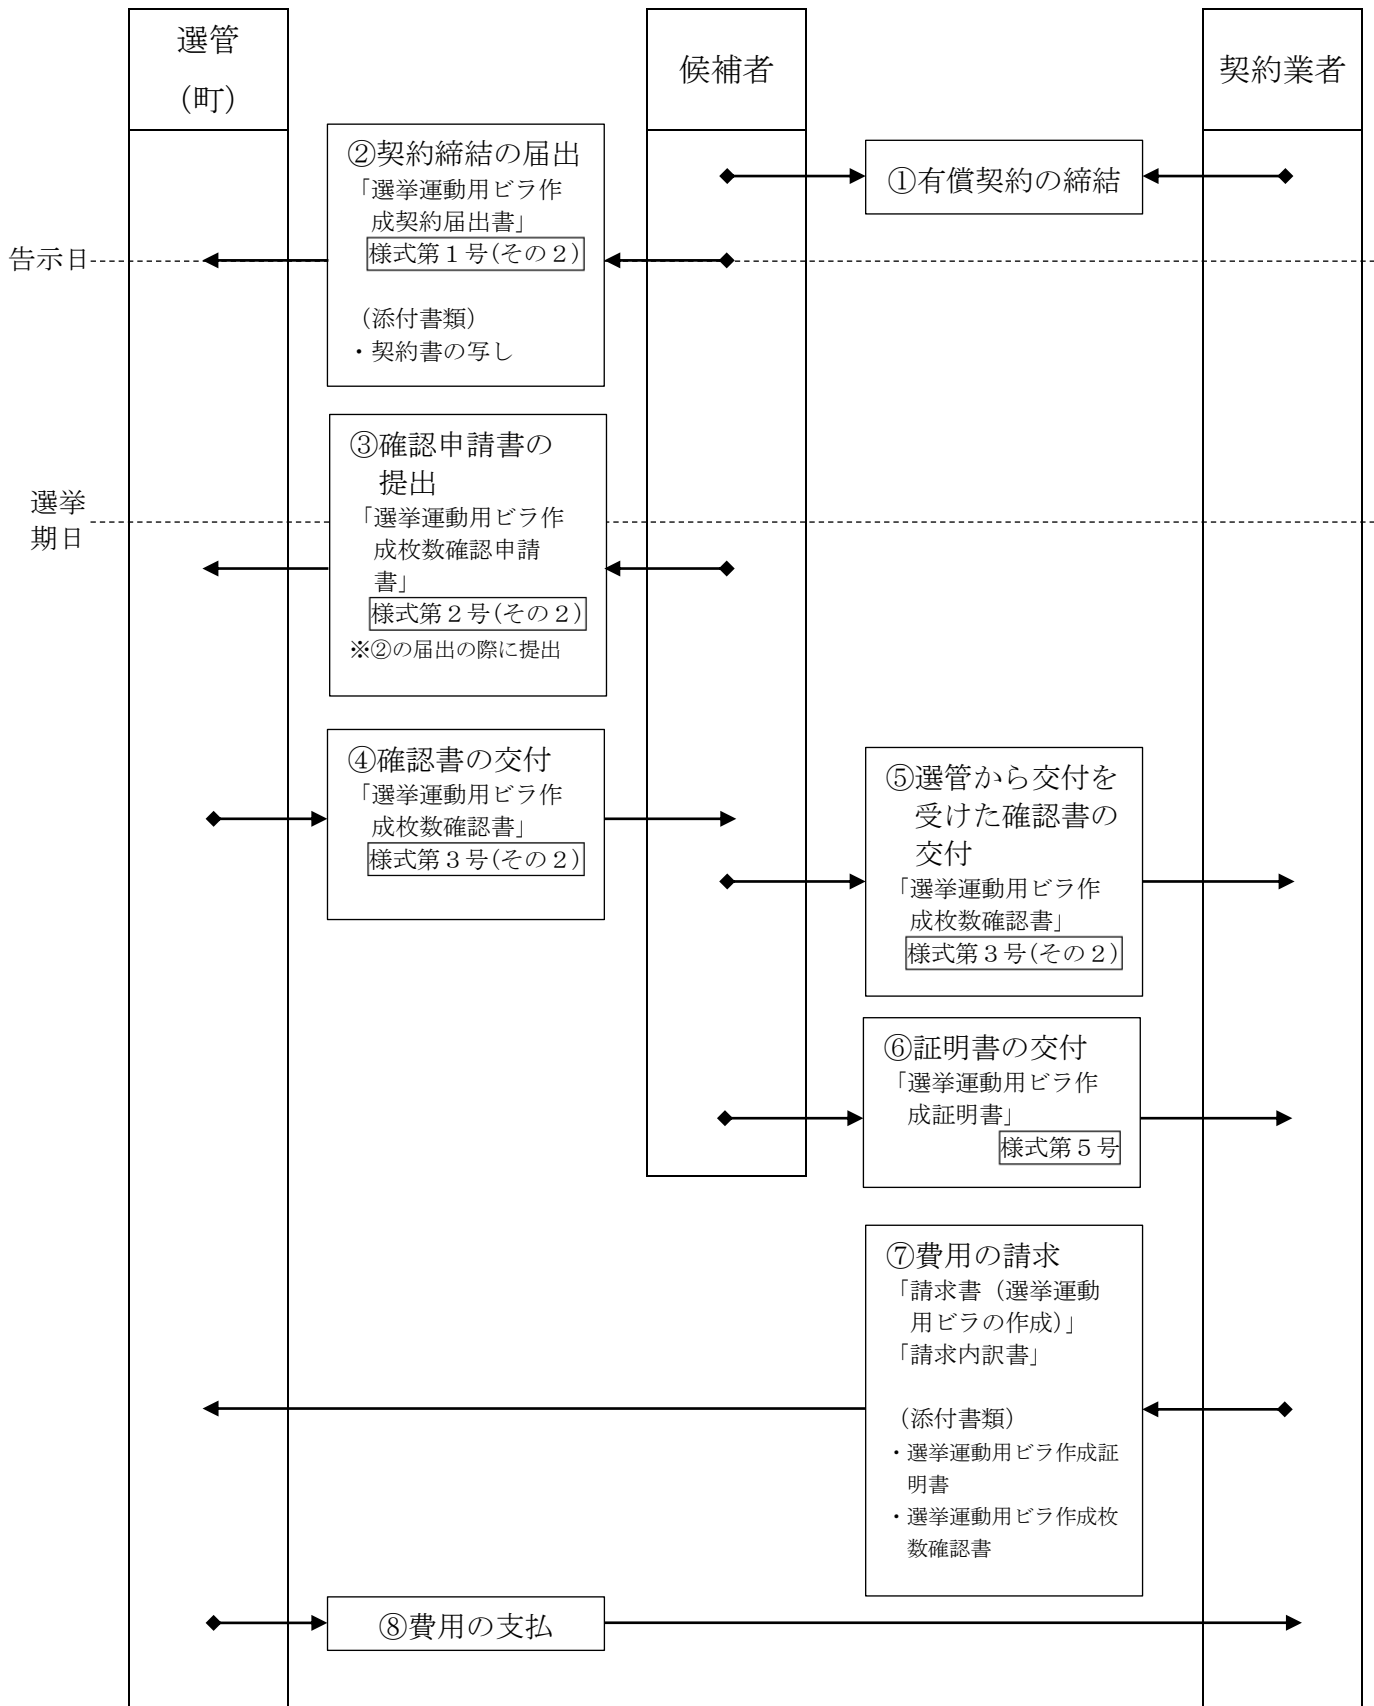 選管
(町)
候補者
契約業者
②契約締結の届出
「選挙運動用ビラ作
成契約届出書」
様式第１号(その２)
（添付書類）
・契約書の写し
①有償契約の締結
告示日
③確認申請書の
提出
「選挙運動用ビラ作
成枚数確認申請
書」
様式第２号(その２)
※②の届出の際に提出
選挙
期日
④確認書の交付
「選挙運動用ビラ作
成枚数確認書」
様式第３号(その２)
⑤選管から交付を
受けた確認書の
交付
「選挙運動用ビラ作
成枚数確認書」
様式第３号(その２)
⑥証明書の交付
「選挙運動用ビラ作
成証明書」
様式第５号
⑦費用の請求
「請求書（選挙運動
用ビラの作成）」
「請求内訳書」
（添付書類）
・選挙運動用ビラ作成証
明書
・選挙運動用ビラ作成枚
数確認書
⑧費用の支払